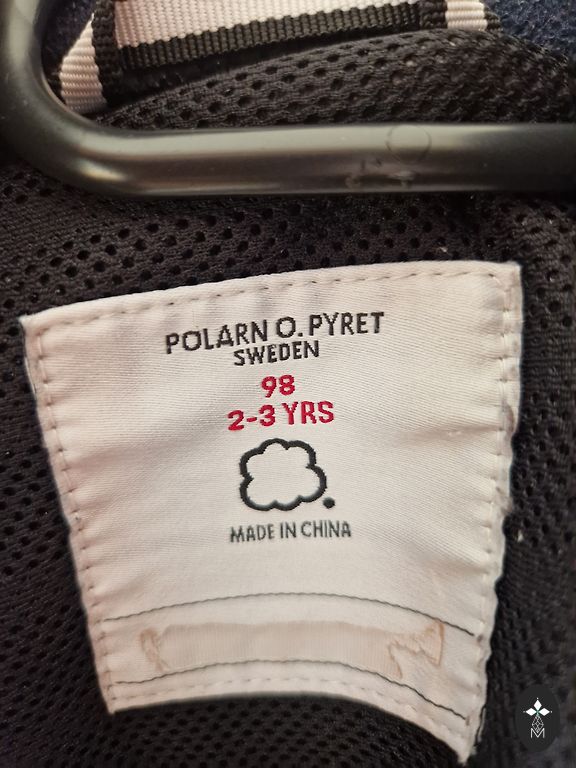 POLARN O. PYRET
SWEDEN
98
2-3 YRS
MADE IN CHINA
M